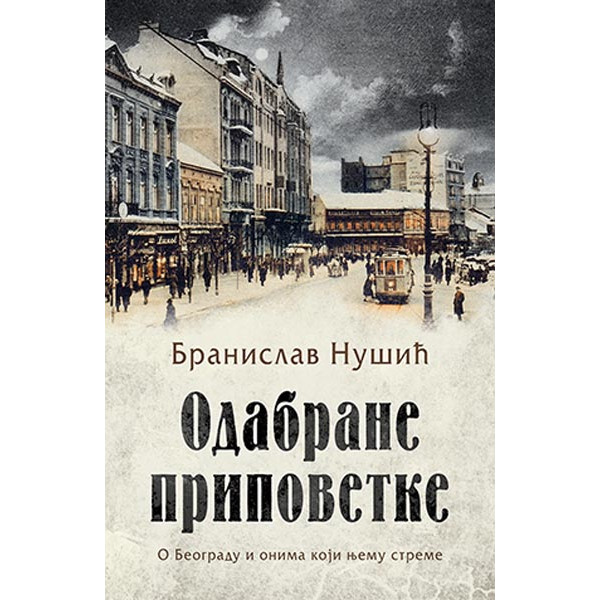 Бранислав Нушић
Одабране
приповетке
О Београду и онима који њему стреме